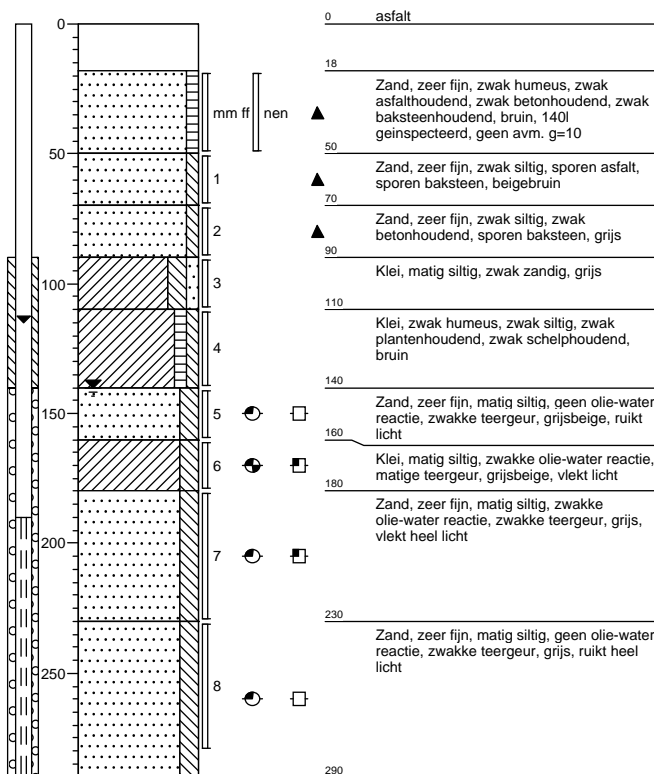 0
asfalt
0
18
Zand, zeer fijn, zwak humeus, zwak
asfalthoudend, zwak betonhoudend, zwak
baksteenhoudend, bruin, 140l
geinspecteerd, geen avm. g=10
mm ff
nen
50
50
Zand, zeer fijn, zwak siltig, sporen asfalt,
sporen baksteen, beigebruin
1
70
Zand, zeer fijn, zwak siltig, zwak
betonhoudend, sporen baksteen, grijs
2
90
Klei, matig siltig, zwak zandig, grijs
3
100
110
Klei, zwak humeus, zwak siltig, zwak
plantenhoudend, zwak schelphoudend,
bruin
4
140
Zand, zeer fijn, matig siltig, geen olie-water
reactie, zwakke teergeur, grijsbeige, ruikt
licht
150
5
160
Klei, matig siltig, zwakke olie-water reactie,
matige teergeur, grijsbeige, vlekt licht
6
180
Zand, zeer fijn, matig siltig, zwakke
olie-water reactie, zwakke teergeur, grijs,
vlekt heel licht
200
7
230
Zand, zeer fijn, matig siltig, geen olie-water
reactie, zwakke teergeur, grijs, ruikt heel
licht
250
8
290